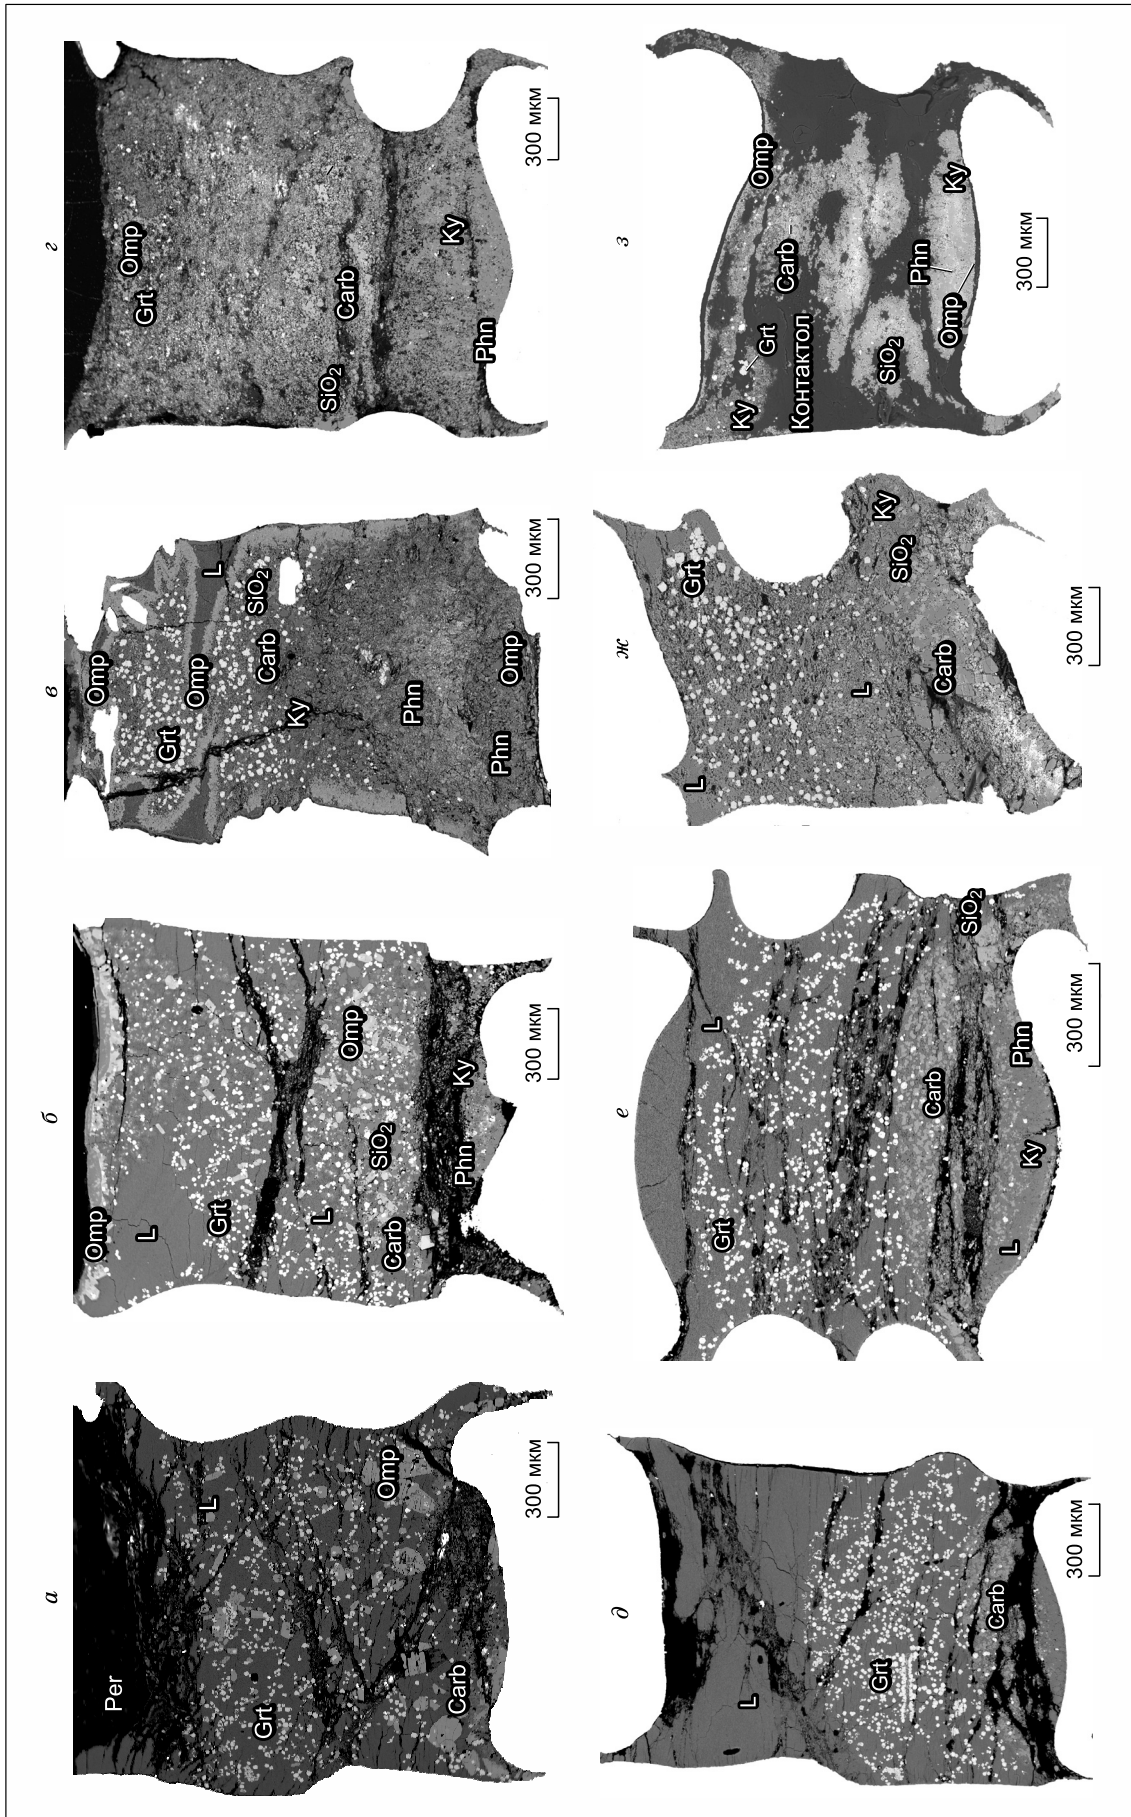 а
Per
L
Grt
Omp
Carb
300 мкм
б
Omp
L
Grt
L
Omp
SiO2
Carb
Ky
Phn
300 мкм
в
Omp
L
Grt
Omp
SiO2
Carb
Ky
Phn
Phn
Omp
300 мкм
г
Grt
Omp
SiO2
Carb
Ky
Phn
300 мкм
д
L
Grt
Carb
300 мкм
е
L
Grt
Carb
SiO2
L
Ky
Phn
300 мкм
ж
L
Grt
L
Ky
SiO2
Carb
300 мкм
з
Omp
Ky
Grt
Carb
Контактол
SiO2
Phn
Ky
Omp
300 мкм